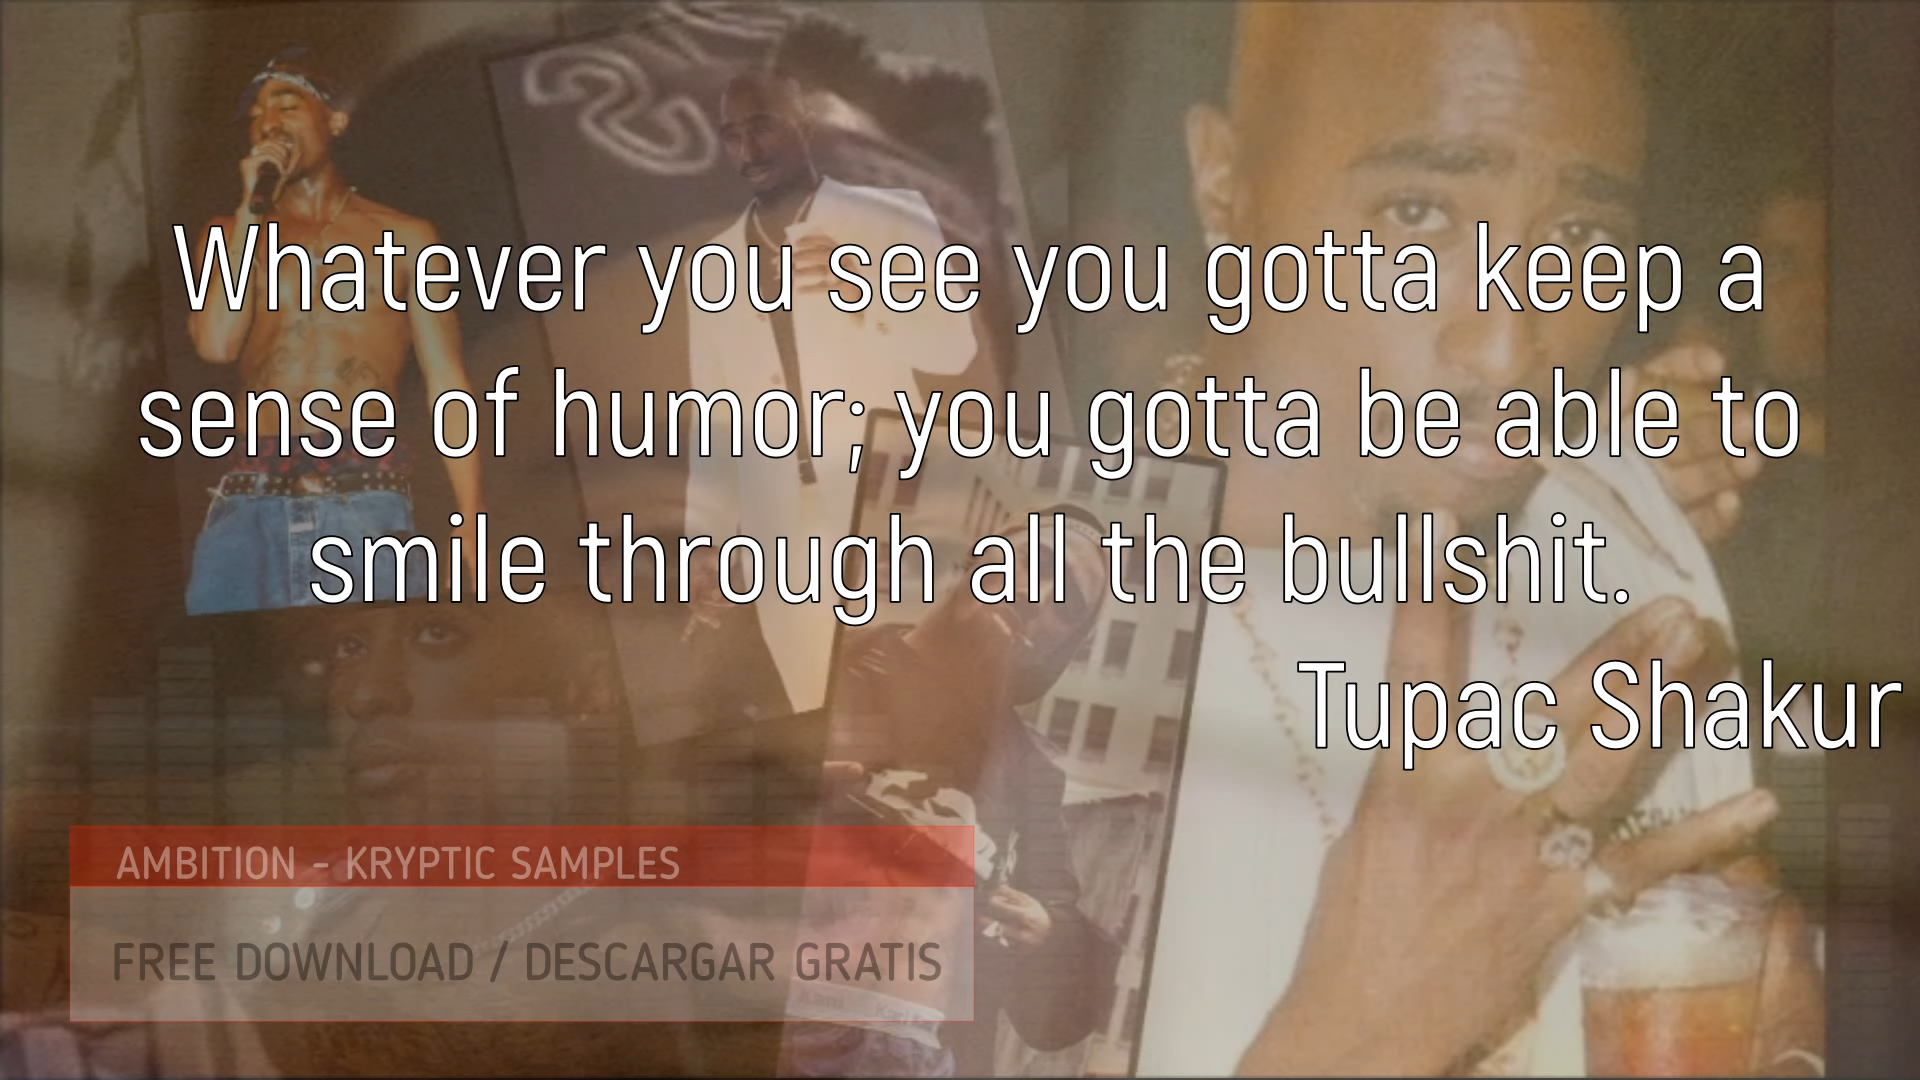 Whatever you see you gotta keep a
sense of humor; you gotta be able to
smile through all the bullshit.
Tupac Shakur
AMBITION - KRYPTIC SAMPLES
FREE DOWNLOAD / DESCARGAR GRATIS